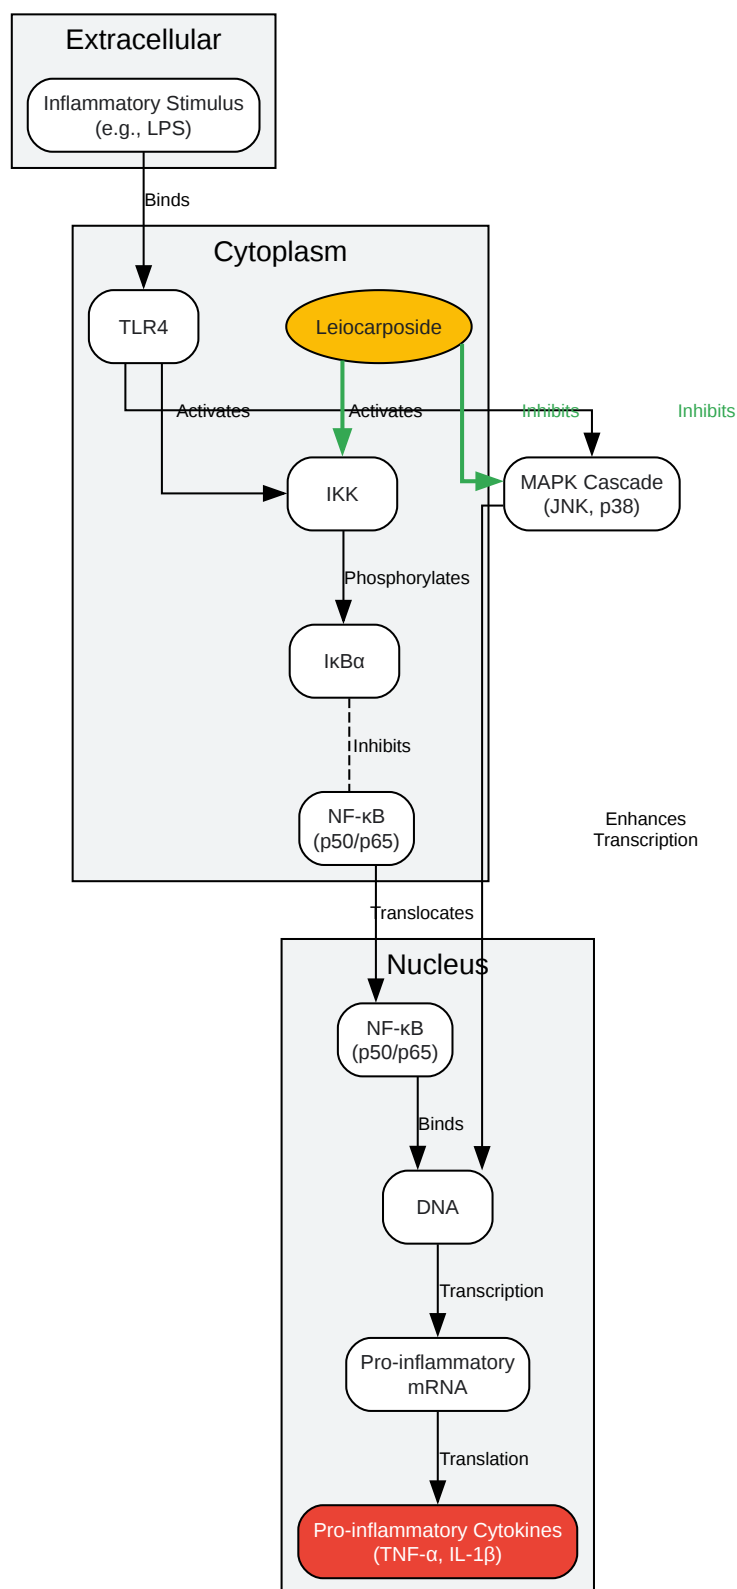 Extracellular
Inflammatory Stimulus
(e.g., LPS)
Binds
Cytoplasm
TLR4
Leiocarposide
Activates
Activates
Inhibits
Inhibits
IKK
MAPK Cascade
(JNK, p38)
Phosphorylates
IκBα
Inhibits
NF-κB
(p50/p65)
Enhances
Transcription
Translocates
Nucleus
NF-κB
(p50/p65)
Binds
DNA
Transcription
Pro-inflammatory
mRNA
Translation
Pro-inflammatory Cytokines
(TNF-α, IL-1β)